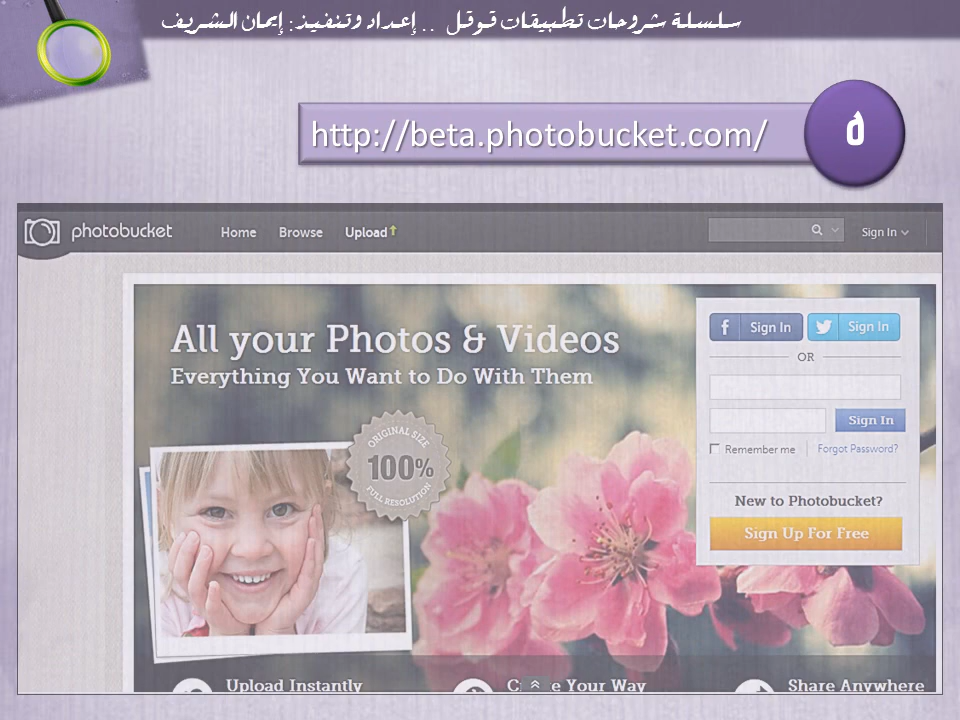 سلسلة شروحات تطبيقات قوقل .. إعداد وتنفيذ: إيمان الشريف
http://beta.photobucket.com/
٥
photobucket Home Browse Upload Sign In
All your Photos & Videos
Everything You Want to Do With Them
f Sign In Sign In
OR
Sign In
Remember me Forgot Password?
New to Photobucket?
Sign Up For Free
ORIGINAL SIZE
100%
FULL RESOLUTION
Upload Instantly
Your Way
Share Anywhere